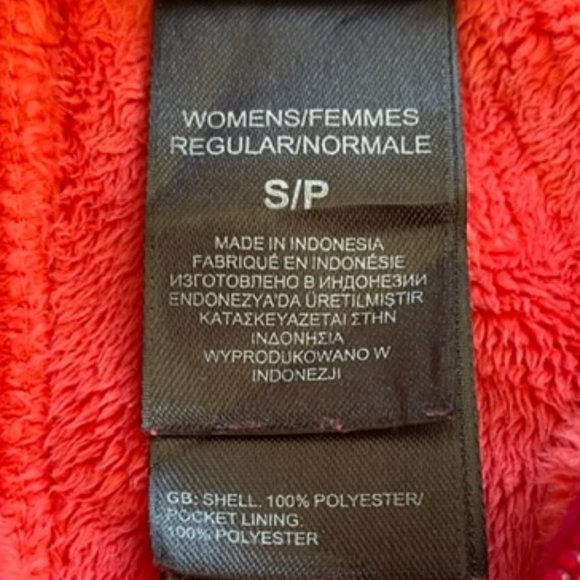 WOMENS/FEMMES
REGULAR/NORMALE
S/P
MADE IN INDONESIA
FABRIQUÉ EN INDONÉSIE
ИЗГОТОВЛЕНО В ИНДОНЕЗИИ
ENDONEZYA'DA ÜRETILMIŞTIR
ΚΑΤΑΣΚΕΥΑΖΕΤΑΙ ΣΤΗΝ
ΙΝΔΟΝΗΣΙΑ
WYPRODUKOWANO W
INDONEZJI
GB: SHELL. 100% POLYESTER/
POCKET LINING:
100% POLYESTER